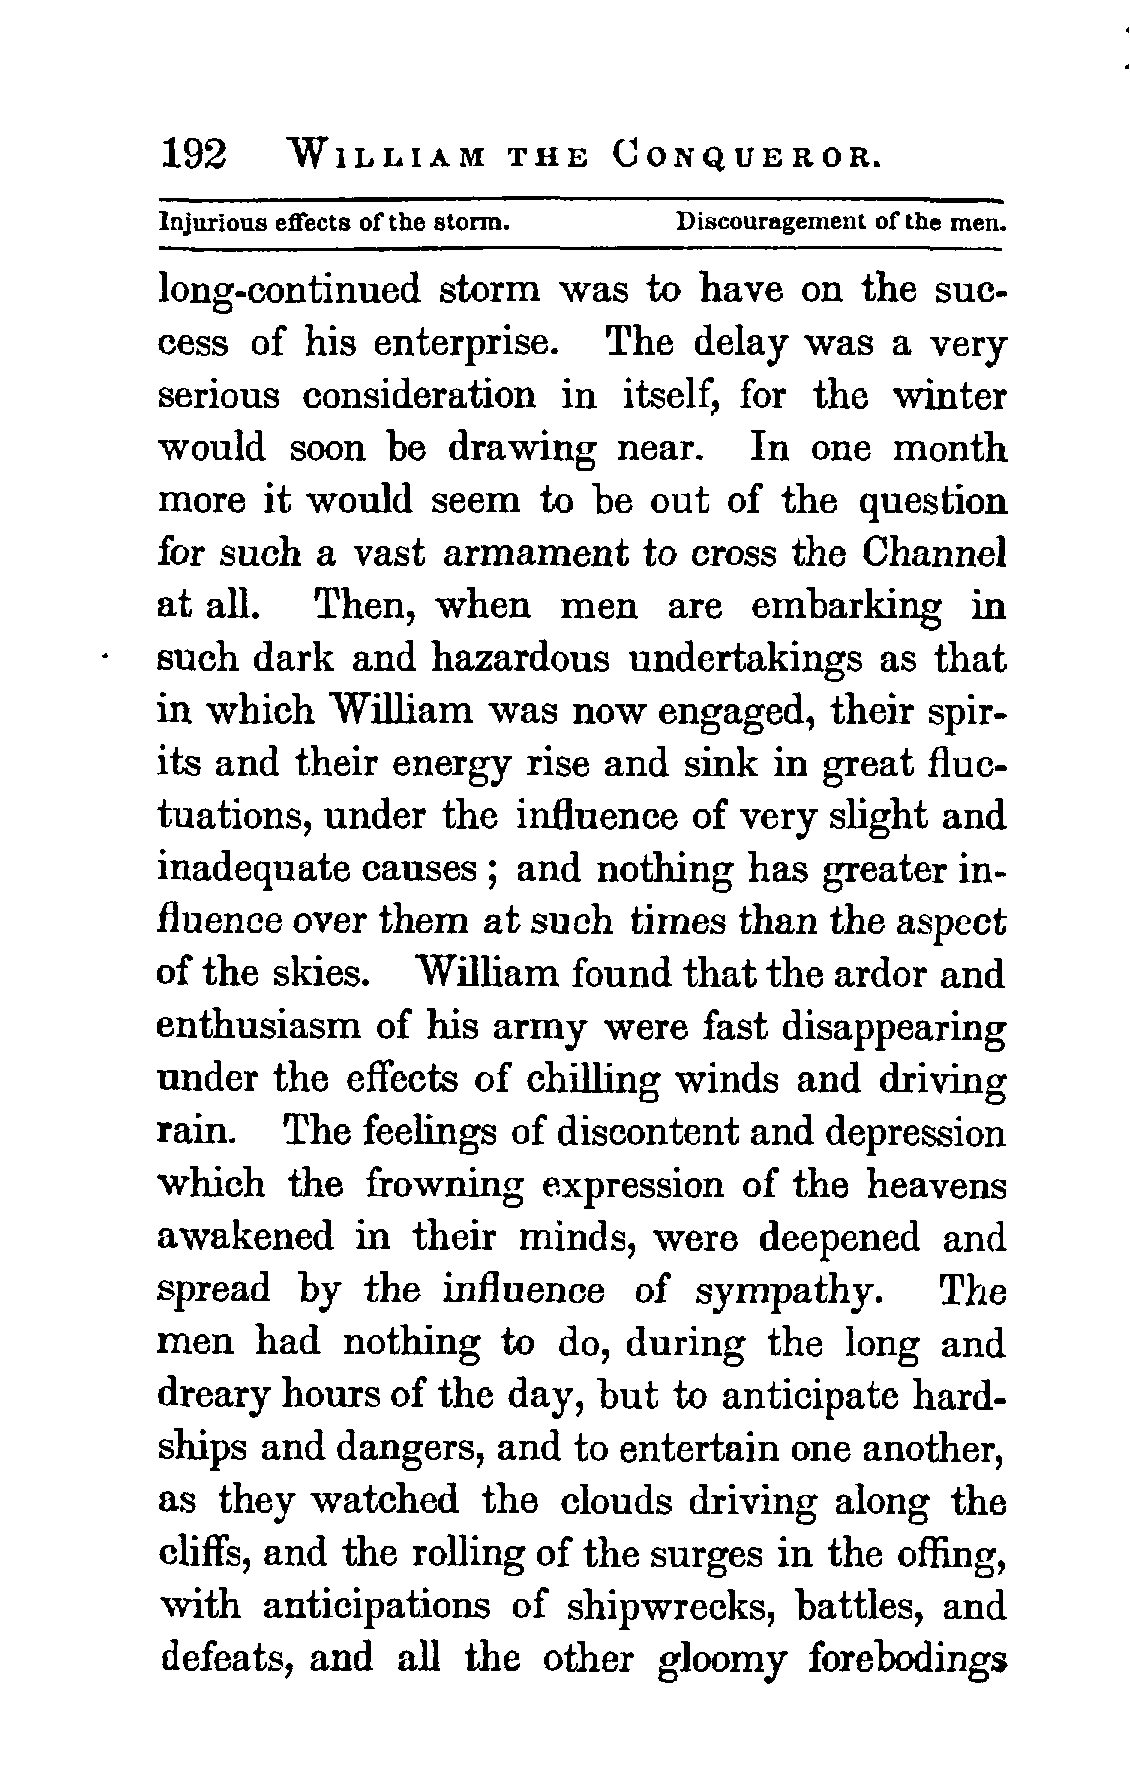 192 WILLIAM THE CONQUEROR.
Injurious effects of the storm. Discouragement of the men.
long-continued storm was to have on the suc-
cess of his enterprise. The delay was a very
serious consideration in itself, for the winter
would soon be drawing near. In one month
more it would seem to be out of the question
for such a vast armament to cross the Channel
at all. Then, when men are embarking in
such dark and hazardous undertakings as that
in which William was now engaged, their spir-
its and their energy rise and sink in great fluc-
tuations, under the influence of very slight and
inadequate causes; and nothing has greater in-
fluence over them at such times than the aspect
of the skies. William found that the ardor and
enthusiasm of his army were fast disappearing
under the effects of chilling winds and driving
rain. The feelings of discontent and depression
which the frowning expression of the heavens
awakened in their minds, were deepened and
spread by the influence of sympathy. The
men had nothing to do, during the long and
dreary hours of the day, but to anticipate hard-
ships and dangers, and to entertain one another,
as they watched the clouds driving along the
cliffs, and the rolling of the surges in the offing,
with anticipations of shipwrecks, battles, and
defeats, and all the other gloomy forebodings